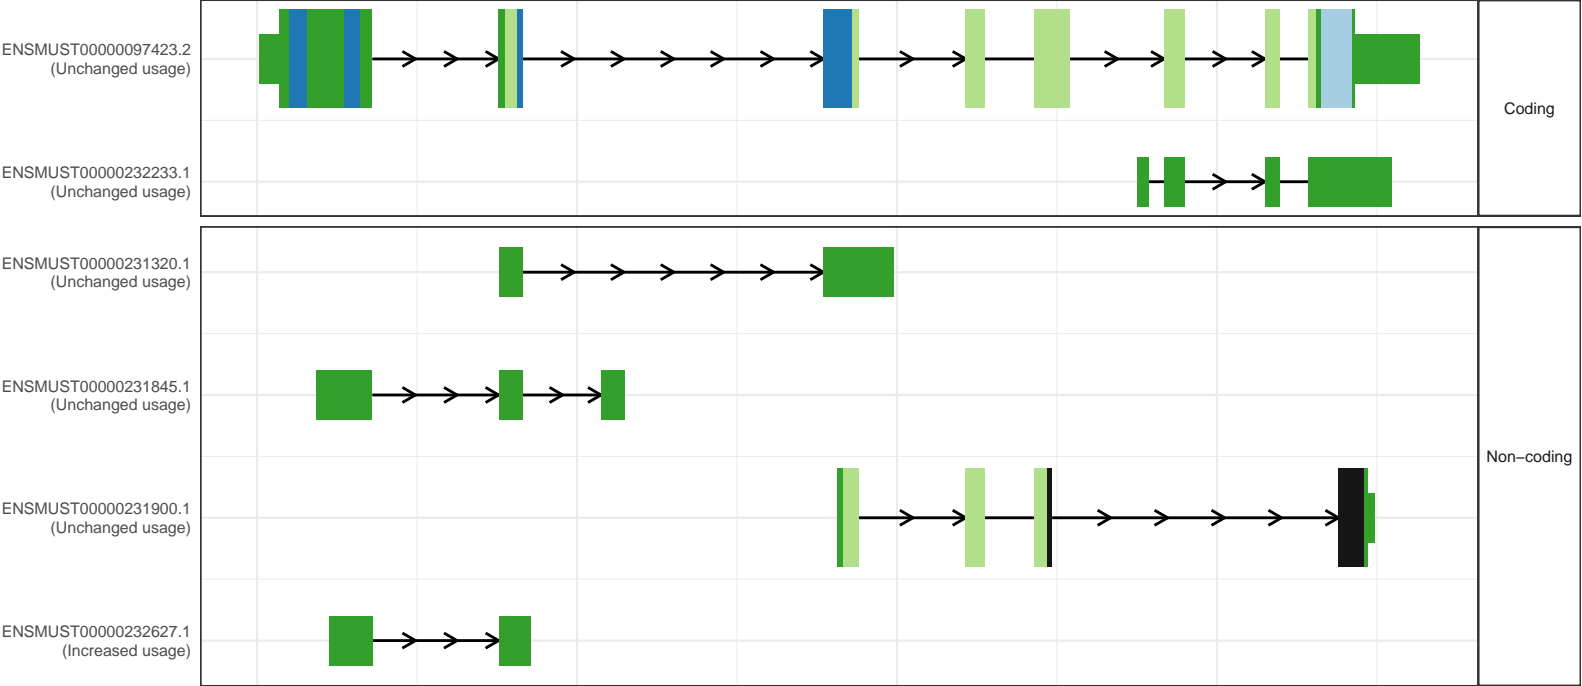 ENSMUST00000097423.2
(Unchanged usage)
Coding
ENSMUST00000232233.1
(Unchanged usage)
ENSMUST00000231320.1
(Unchanged usage)
ENSMUST00000231845.1
(Unchanged usage)
Non−coding
ENSMUST00000231900.1
(Unchanged usage)
ENSMUST00000232627.1
(Increased usage)